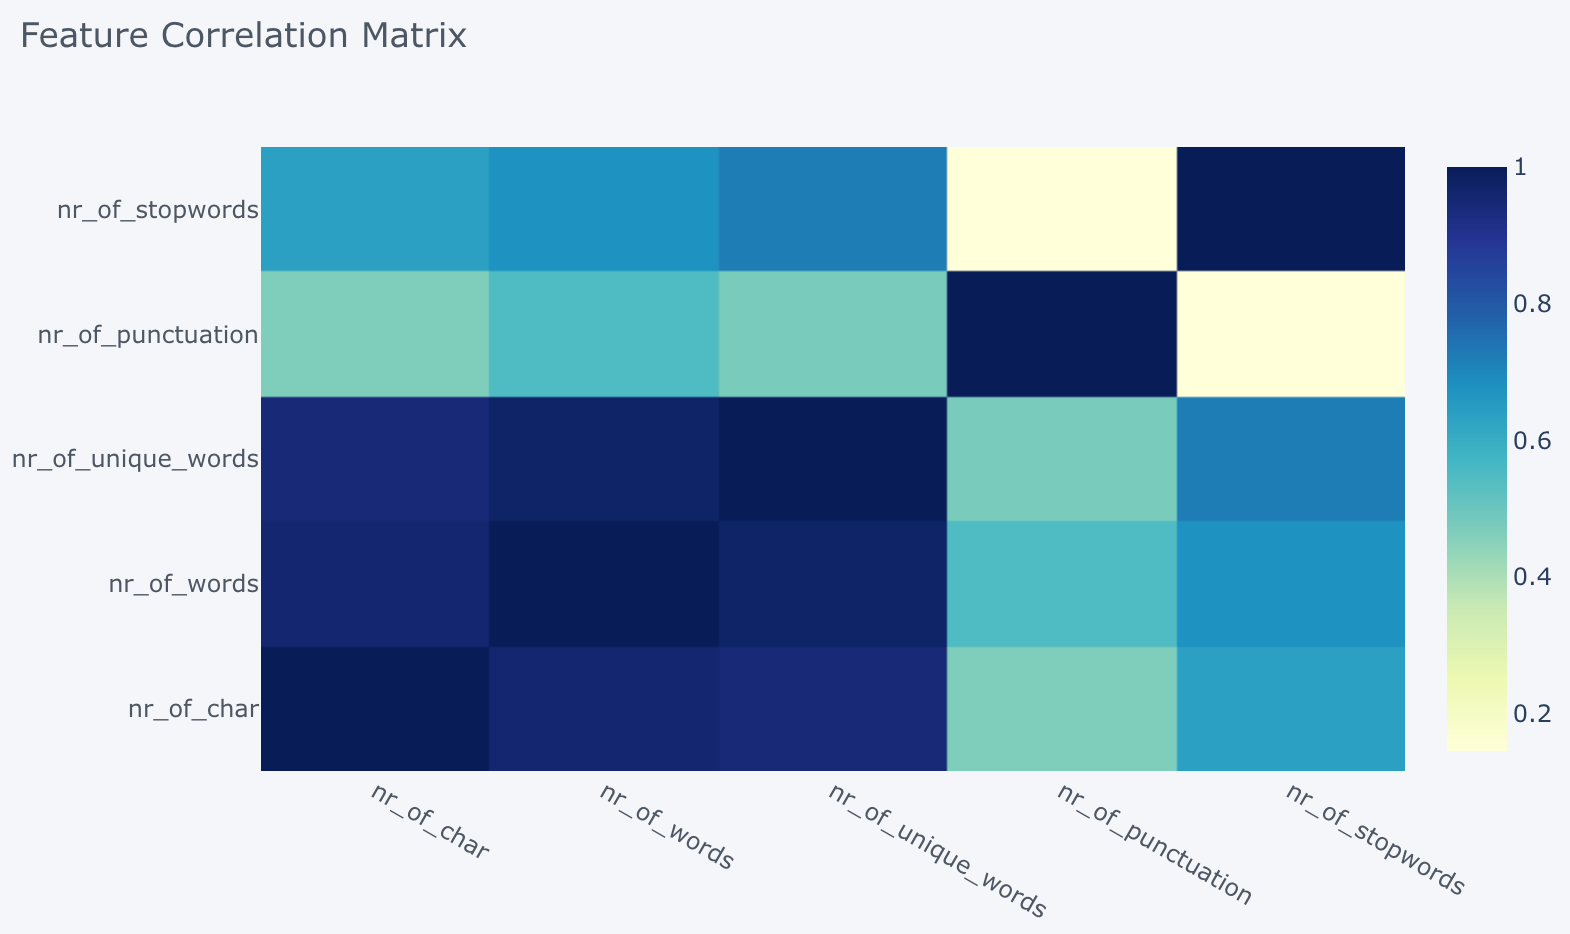 Feature Correlation Matrix
nr_of_stopwords
nr_of_punctuation
nr_of_unique_words
nr_of_words
nr_of_char
nr_of_char
nr_of_words
nr_of_unique_words
nr_of_punctuation
nr_of_stopwords
1
0.8
0.6
0.4
0.2